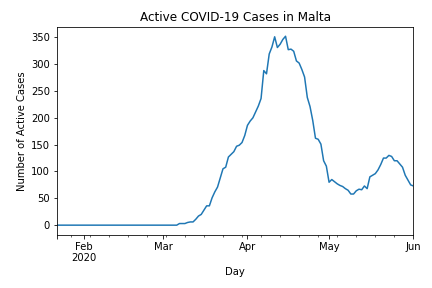 Active COVID-19 Cases in Malta
Number of Active Cases
350
300
250
200
150
100
50
0
Feb
2020
Mar
Apr
May
Jun
Day